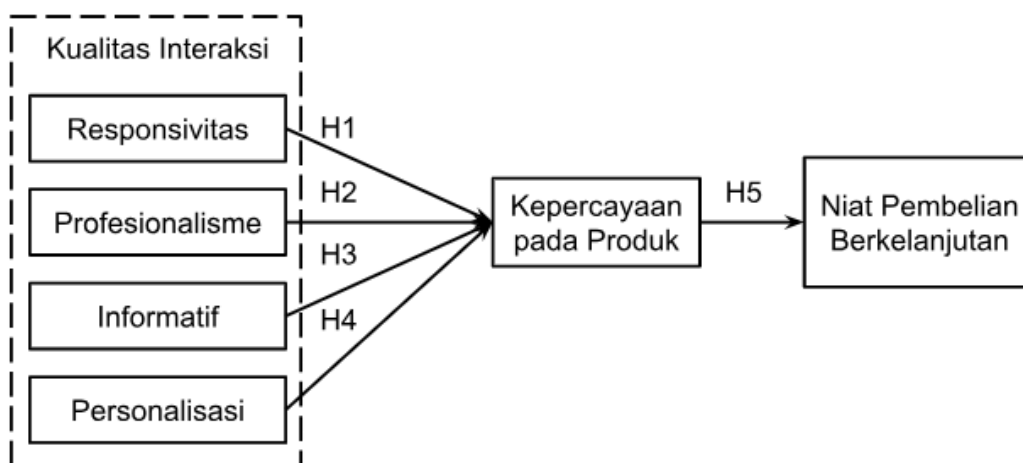 Kualitas Interaksi
Responsivitas
Profesionalisme
Informatif
Personalisasi
H1
H2
H3
H4
Kepercayaan
pada Produk
H5
Niat Pembelian
Berkelanjutan